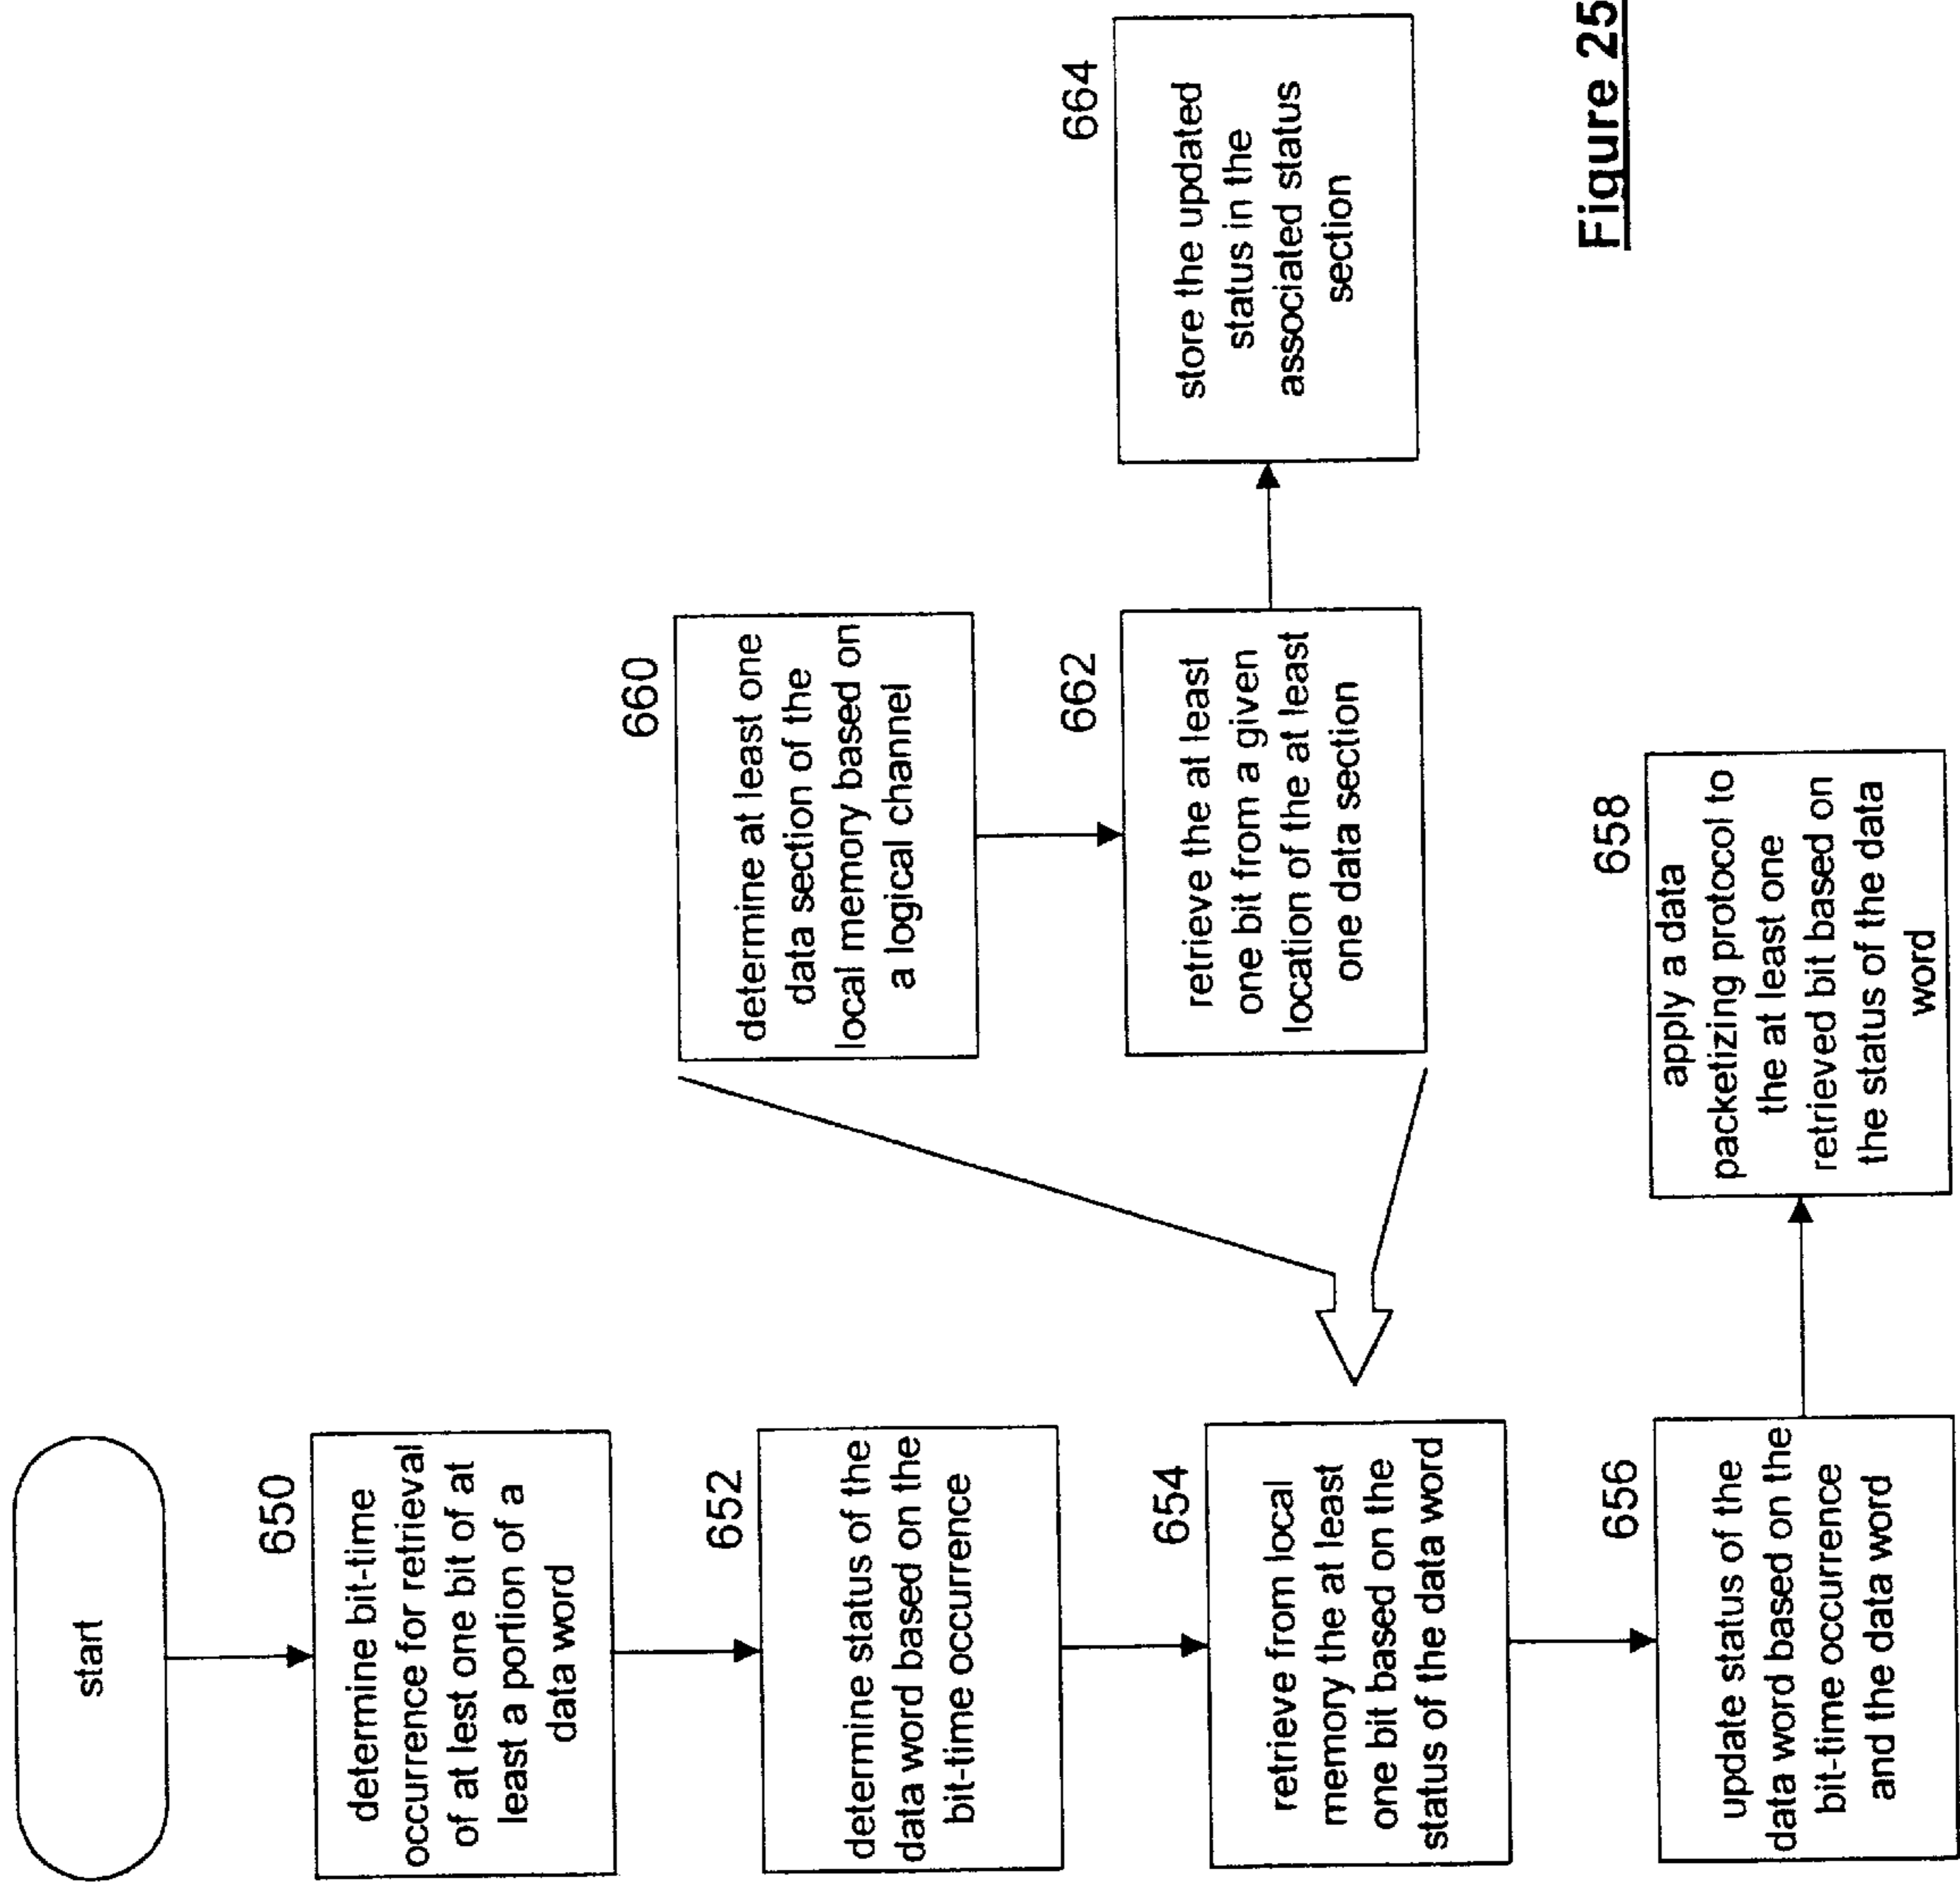 start
650
determine bit-time
occurrence for retrieval
of at lest one bit of at
least a portion of a
data word
652
determine status of the
data word based on the
bit-time occurrence
654
retrieve from local
memory the at least
one bit based on the
status of the data word
656
update status of the
data word based on the
bit-time occurrence
and the data word
658
apply a data
packetizing protocol to
the at least one
retrieved bit based on
the status of the data
word
660
determine at least one
data section of the
local memory based on
a logical channel
662
retrieve the at least
one bit from a given
location of the at least
one data section
664
store the updated
status in the
associated status
section
Figure 25